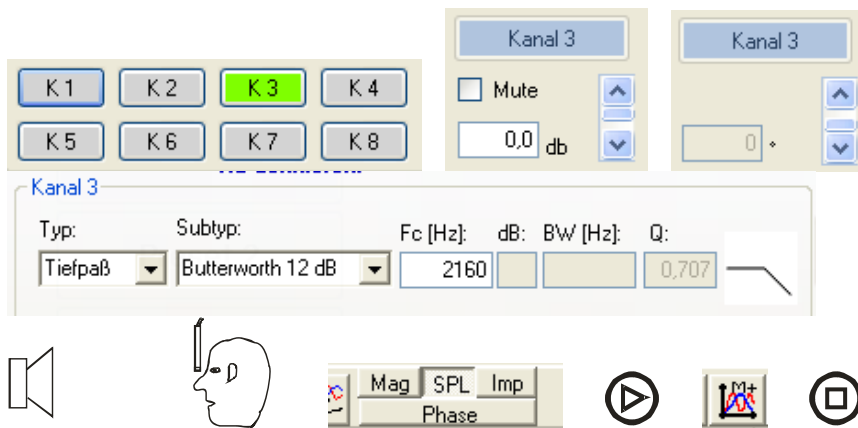 Kanal 3
Kanal 3
K 1 K 2 K 3 K 4
Mute
K 5 K 6 K 7 K 8
0,0 db
0 °
Kanal 3
Typ: Subtyp: Fc [Hz]: dB: BW [Hz]: Q:
Tiefpaß Butterworth 12 dB 2160 0,707
Mag SPL Imp
Phase
M+